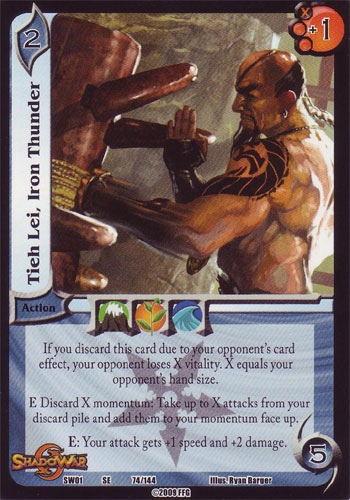 2
X
+1
Tieh Lei, Iron Thunder
Action
If you discard this card due to your opponent's card
effect, your opponent loses X vitality. X equals your
opponent's hand size.
E Discard X momentum: Take up to X attacks from your
discard pile and add them to your momentum face up.
E: Your attack gets +1 speed and +2 damage.
5
SHADOWAR
SW01 SE 74/144 Illus. Ryan Barger
©2009 FFG